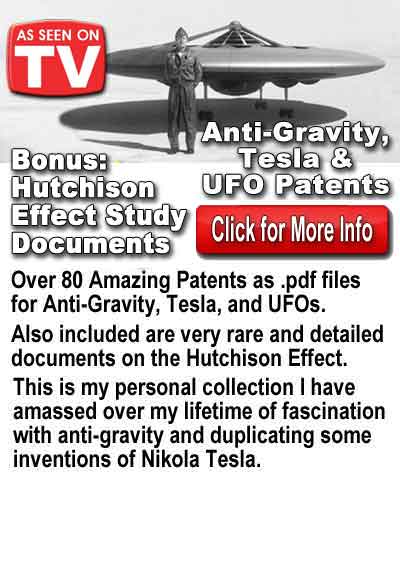 AS SEEN ON
TV
Anti-Gravity,
Tesla &
UFO Patents
Bonus:
Hutchison
Effect Study
Documents
Click for More Info
Over 80 Amazing Patents as .pdf files
for Anti-Gravity, Tesla, and UFOs.
Also included are very rare and detailed
documents on the Hutchison Effect.
This is my personal collection I have
amassed over my lifetime of fascination
with anti-gravity and duplicating some
inventions of Nikola Tesla.